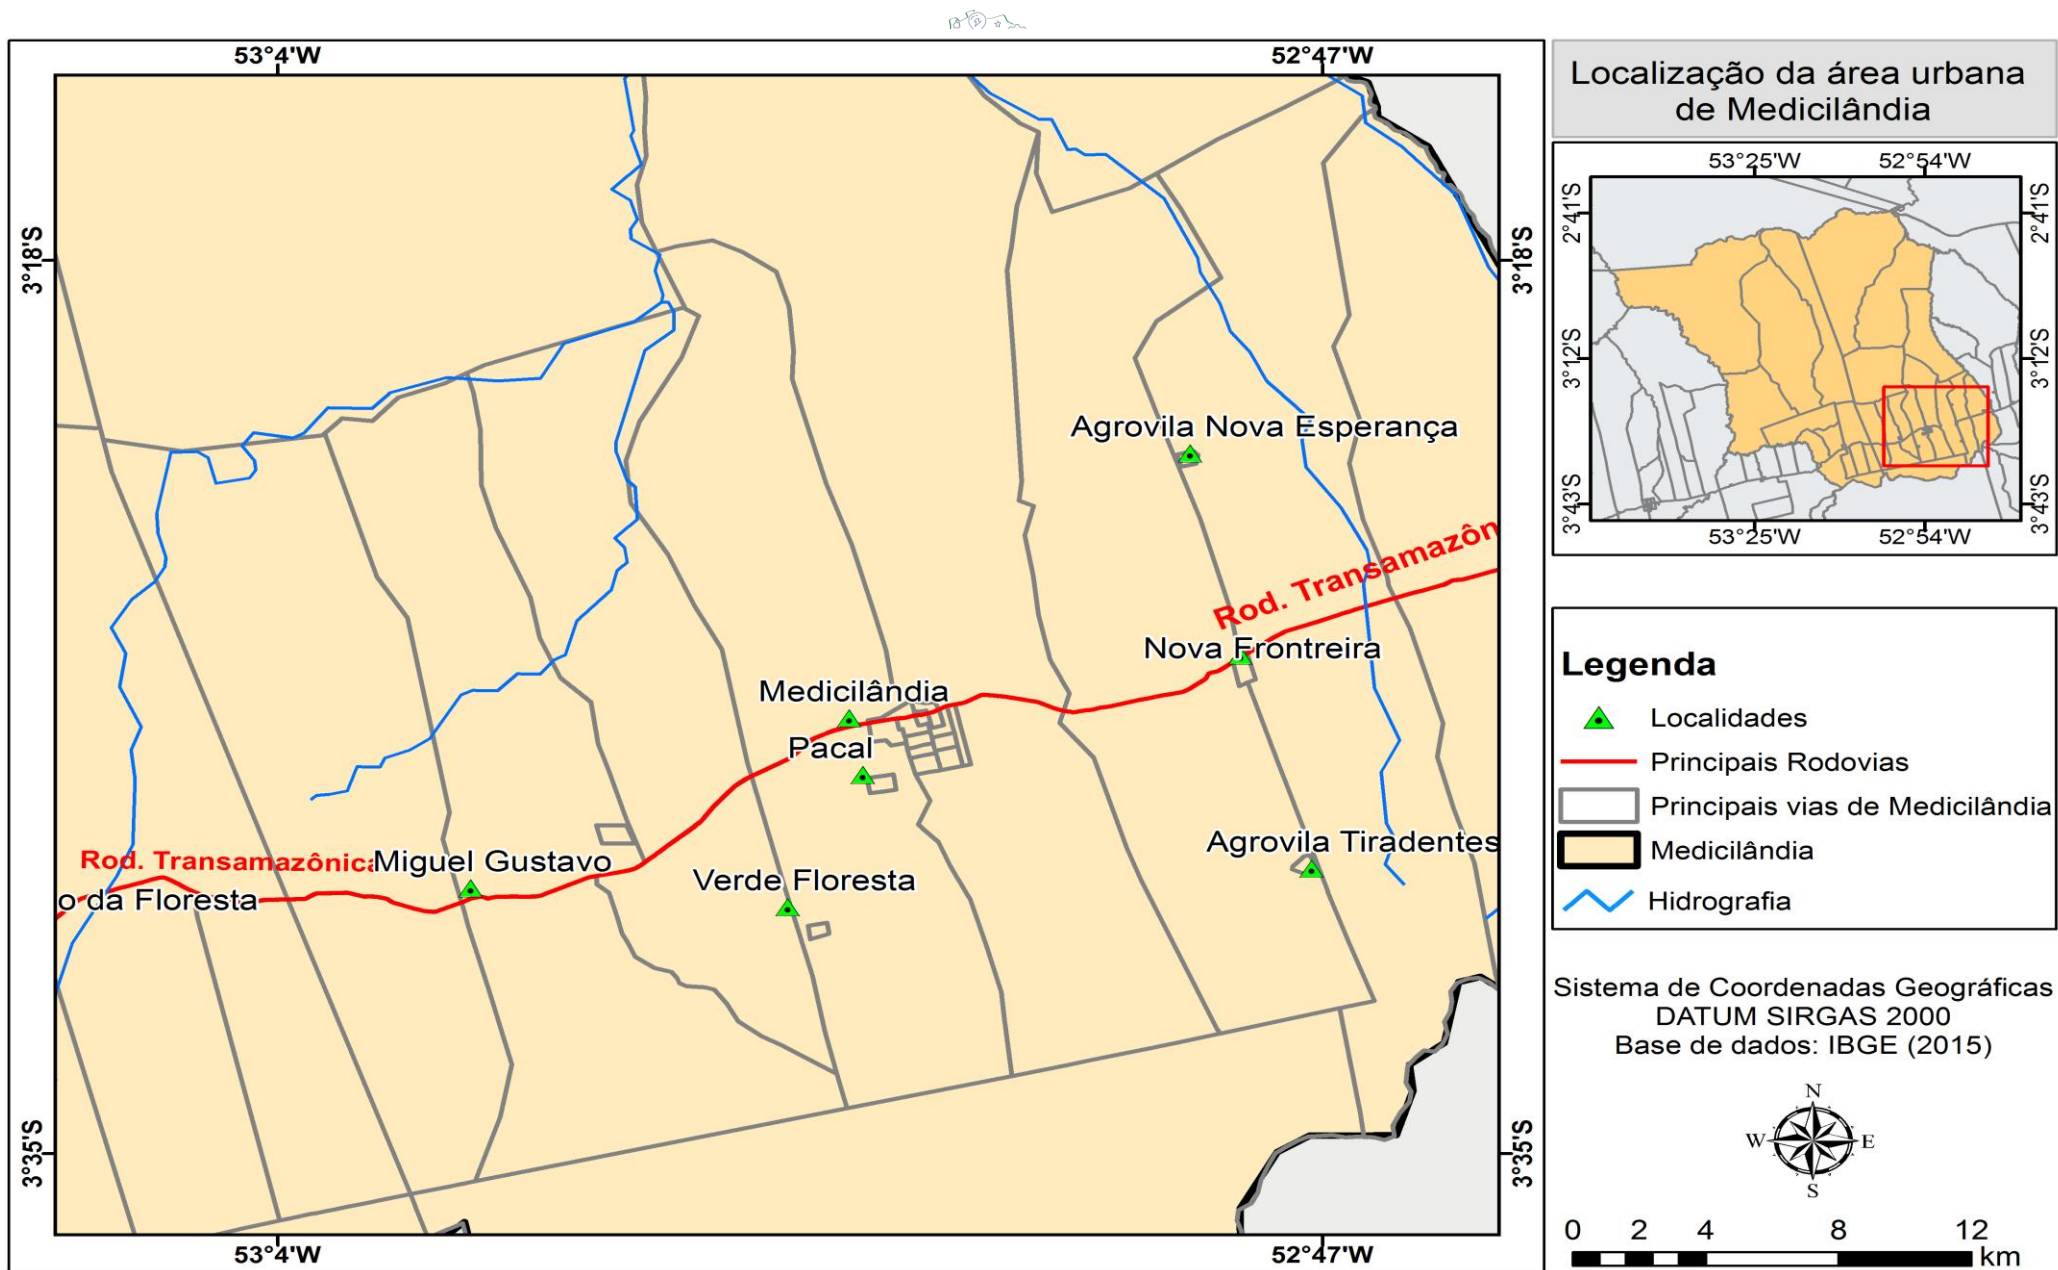 53°4'W
52°47'W
3°18'S
3°18'S
Agrovila Nova Esperança
Rod. Transamazôn
Nova Frontreira
Medicilândia
Pacal
Agrovila Tiradentes
Rod. Transamazônica
Miguel Gustavo
Verde Floresta
o da Floresta
3°35'S
3°35'S
53°4'W
52°47'W
Localização da área urbana
de Medicilândia
53°25'W
52°54'W
2°41'S
2°41'S
3°12'S
3°12'S
3°43'S
3°43'S
53°25'W
52°54'W
Legenda
Localidades
Principais Rodovias
Principais vias de Medicilândia
Medicilândia
Hidrografia
Sistema de Coordenadas Geográficas
DATUM SIRGAS 2000
Base de dados: IBGE (2015)
N
W E
S
0 2 4 8 12
km